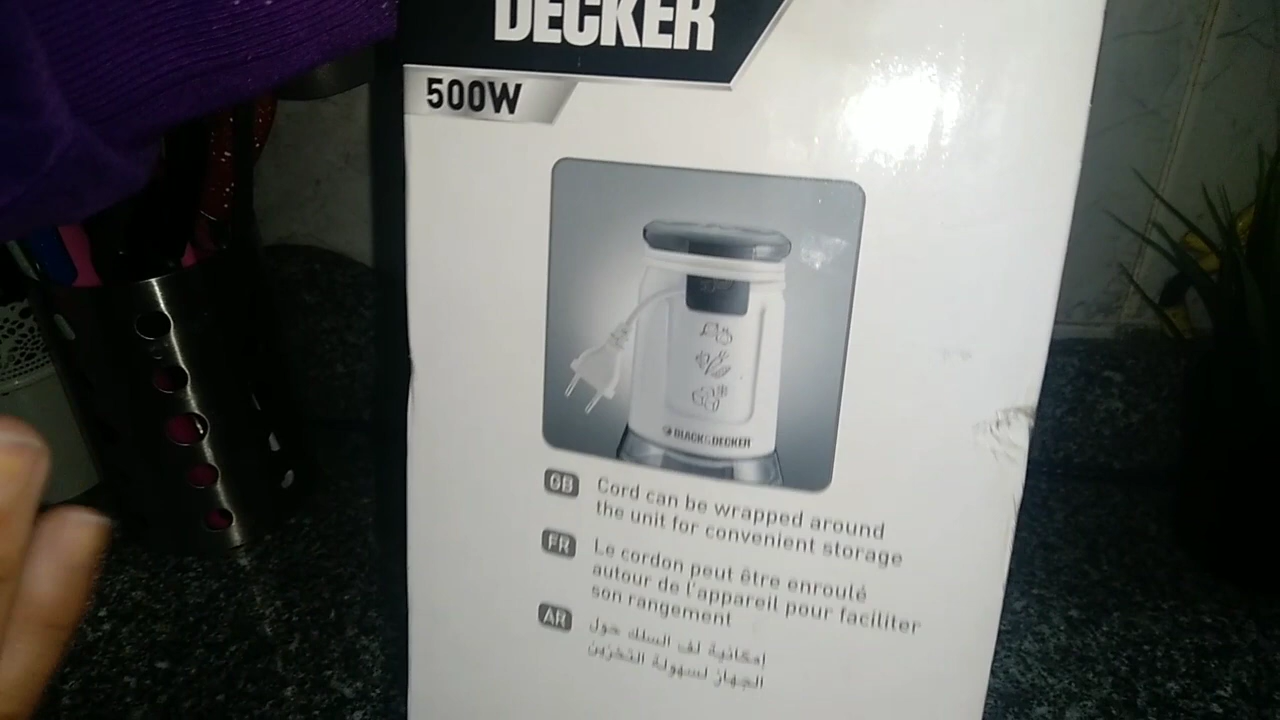 DECKER
500W
BLACK&DECKER
GB Cord can be wrapped around
the unit for convenient storage
FR Le cordon peut être enroulé
autour de l'appareil pour faciliter
son rangement
AR إمكانية لف السلك حول
الجهاز لسهولة التخزين